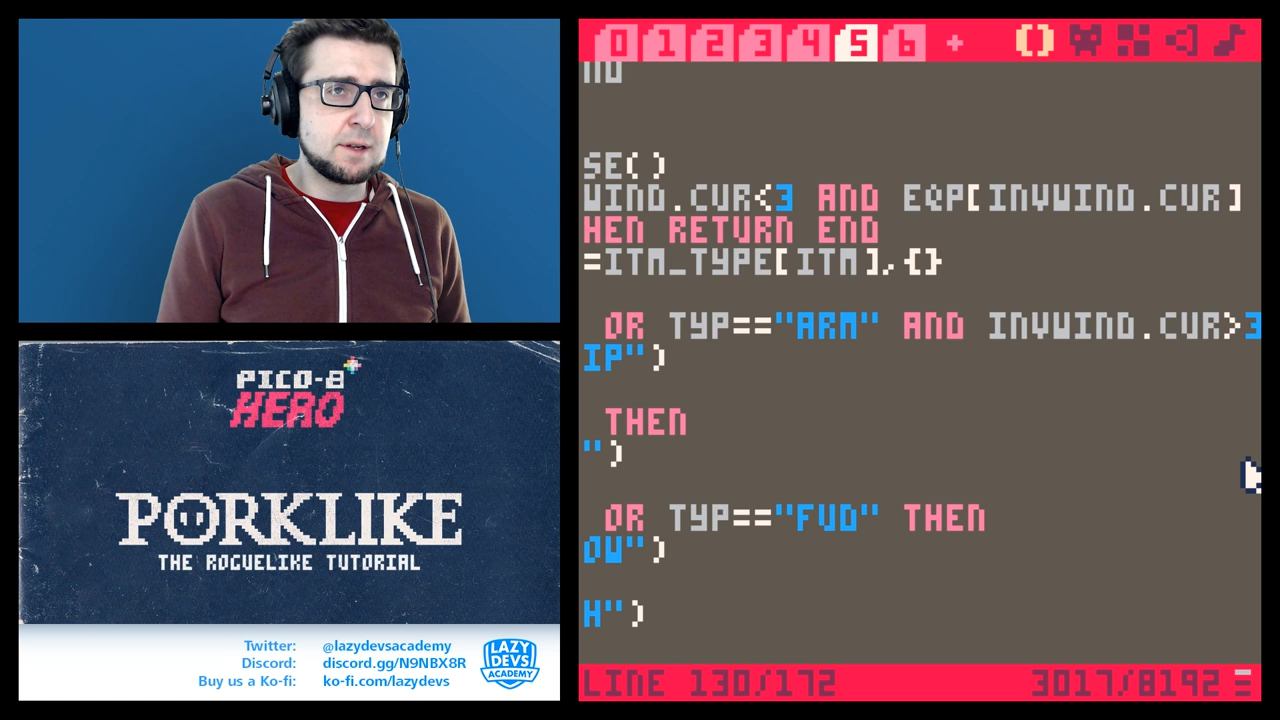 0 1 2 3 4 5 6 +
SE()
WIND.CUR<3 AND EQP[INVWIND.CUR]
HEN RETURN END
=ITM_TYPE[ITM],{}
OR TYP=="ARM" AND INVWIND.CUR>3
IP")
THEN
")
OR TYP=="FUD" THEN
OW")
H")
LINE 130/172 3017/8192
PICO-8
HERO
PORKLIKE
THE ROGUELIKE TUTORIAL
Twitter: @lazydevsacademy
Discord: discord.gg/N9NBX8R
Buy us a Ko-fi: ko-fi.com/lazydevs
LAZY
DEVS
ACADEMY